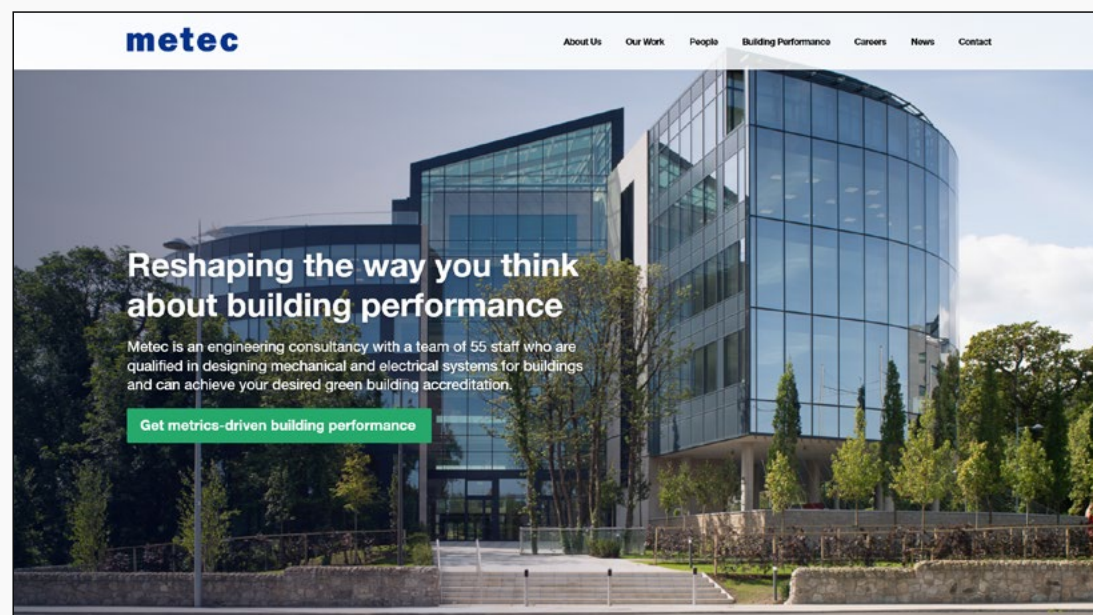 metec
About Us Our Work People Building Performance Careers News Contact
Reshaping the way you think
about building performance
Metec is an engineering consultancy with a team of 55 staff who are
qualified in designing mechanical and electrical systems for buildings
and can achieve your desired green building accreditation.
Get metrics-driven building performance